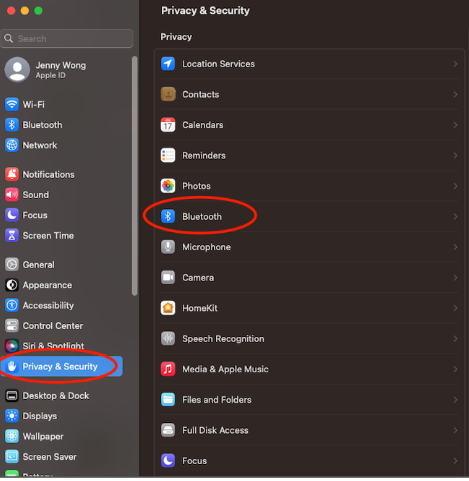 Privacy & Security
Search
Privacy
Jenny Wong
Apple ID
Location Services
Contacts
Wi-Fi
Bluetooth
Network
17
Calendars
Reminders
Notifications
Sound
Focus
Screen Time
Photos
Bluetooth
Microphone
General
Appearance
Accessibility
Control Center
Siri & Spotlight
Privacy & Security
Camera
HomeKit
Speech Recognition
Media & Apple Music
Desktop & Dock
Displays
Wallpaper
Screen Saver
Files and Folders
Full Disk Access
Focus